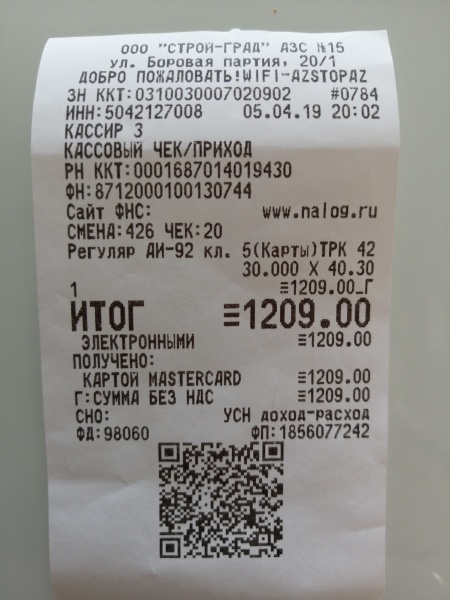 ООО "СТРОЙ-ГРАД" АЗС №15
ул. Боровая партия, 20/1
ДОБРО ПОЖАЛОВАТЬ!WIFI-AZSTOPAZ
ЗН ККТ:0310030007020902 #0784
ИНН:5042127008 05.04.19 20:02
КАССИР 3
КАССОВЫЙ ЧЕК/ПРИХОД
РН ККТ:0001687014019430
ФН:8712000100130744
Сайт ФНС: www.nalog.ru
СМЕНА:426 ЧЕК:20
Регуляр АИ-92 кл. 5(Карты)ТРК 42
30.000 X 40.30
1 ≡1209.00_Г
ИТОГ ≡1209.00
ЭЛЕКТРОННЫМИ ≡1209.00
ПОЛУЧЕНО:
КАРТОЙ MASTERCARD ≡1209.00
Г:СУММА БЕЗ НДС ≡1209.00
СНО: УСН доход-расход
ФД:98060 ФП:1856077242